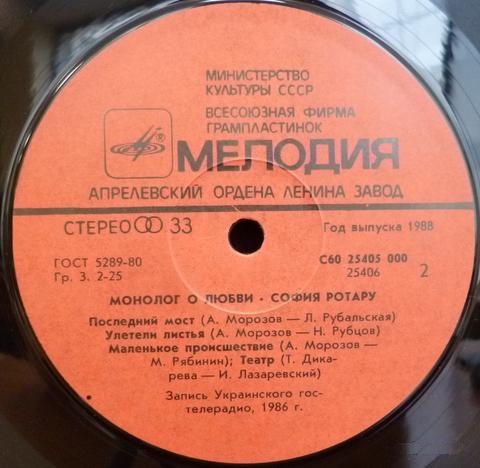 МИНИСТЕРСТВО
КУЛЬТУРЫ СССР
ВСЕСОЮЗНАЯ ФИРМА
ГРАМПЛАСТИНОК
МЕЛОДИЯ
АПРЕЛЕВСКИЙ ОРДЕНА ЛЕНИНА ЗАВОД
СТЕРЕО 33
Год выпуска 1988
ГОСТ 5289-80
Гр. 3. 2-25
С60 25405 000
25406
2
МОНОЛОГ О ЛЮБВИ · СОФИЯ РОТАРУ
Последний мост (А. Морозов — Л. Рубальская)
Улетели листья (А. Морозов — Н. Рубцов)
Маленькое происшествие (А. Морозов —
М. Рябинин); Театр (Т. Дика-
рева — И. Лазаревский)
Запись Украинского гос-
телерадио, 1986 г.